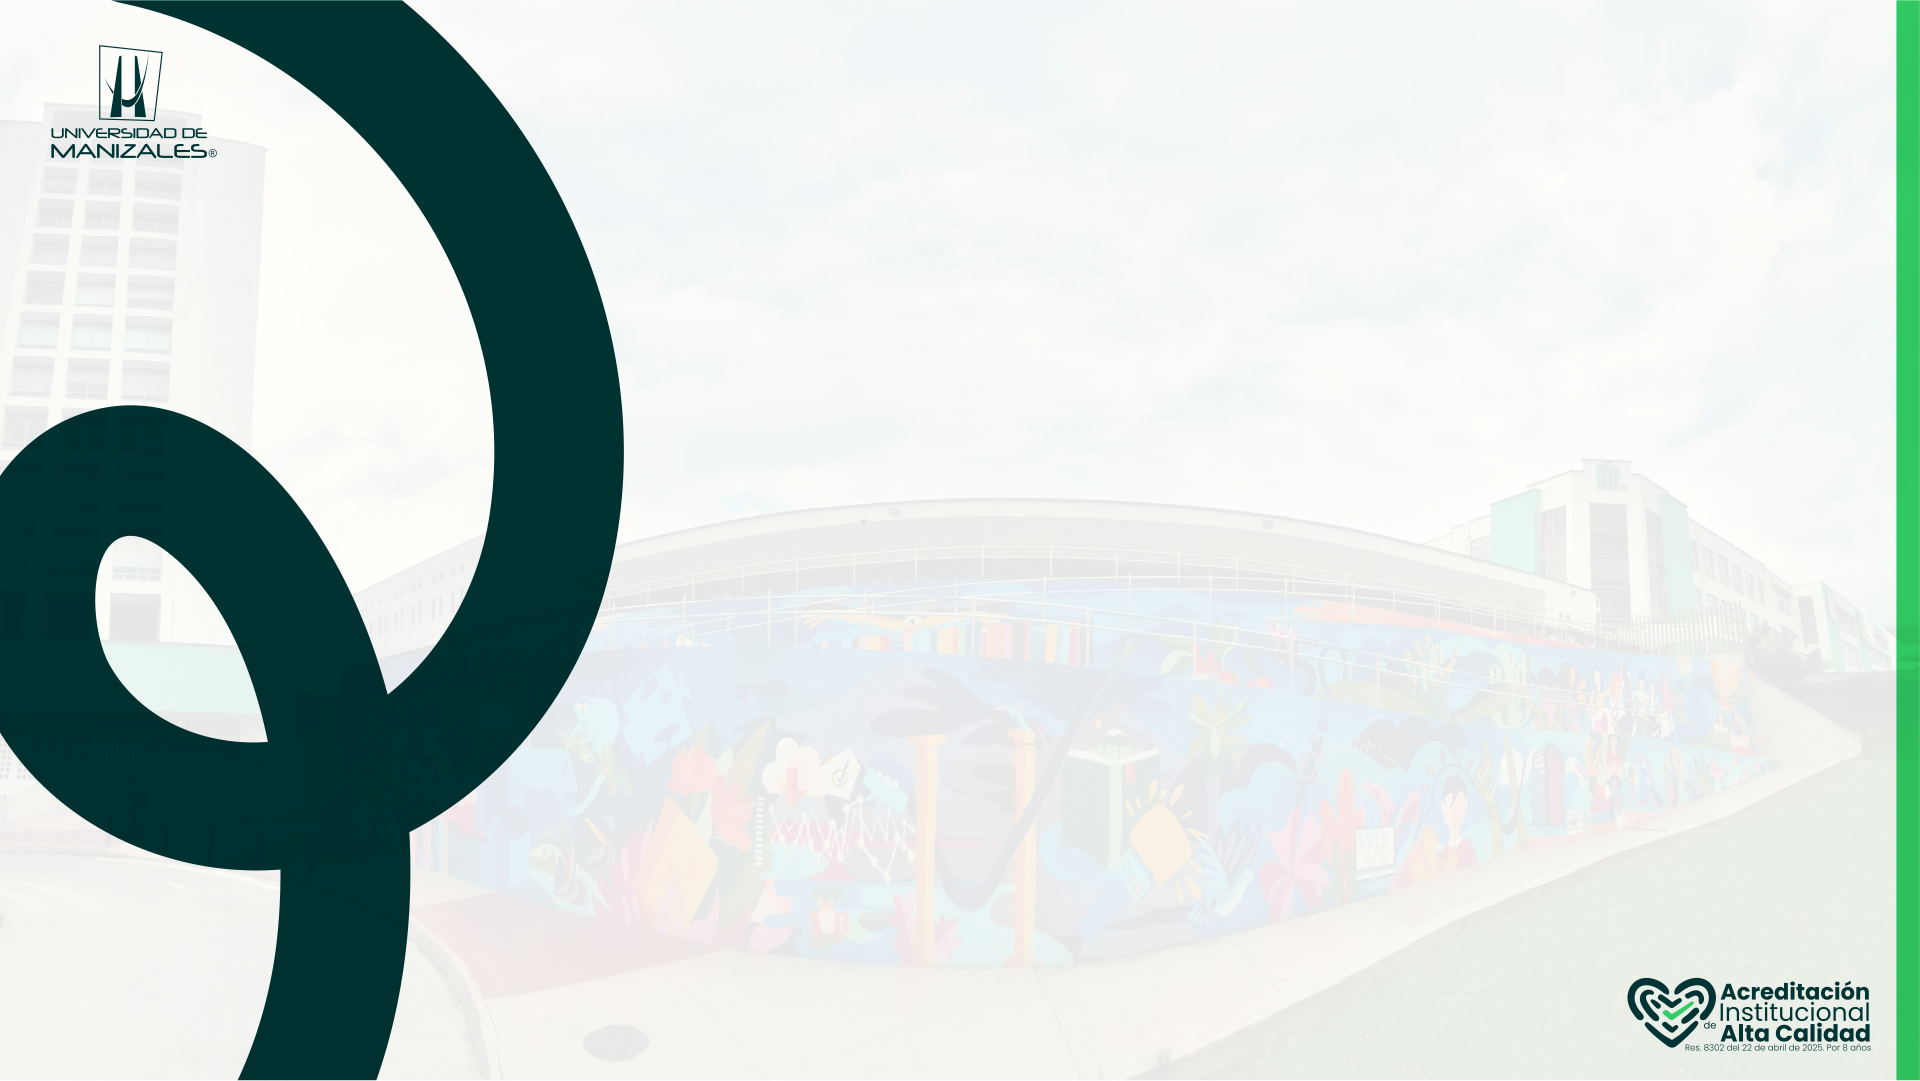 UNIVERSIDAD DE
MANIZALES®
Acreditación
Institucional
de Alta Calidad
Res. 8302 del 22 de abril de 2025. Por 8 años